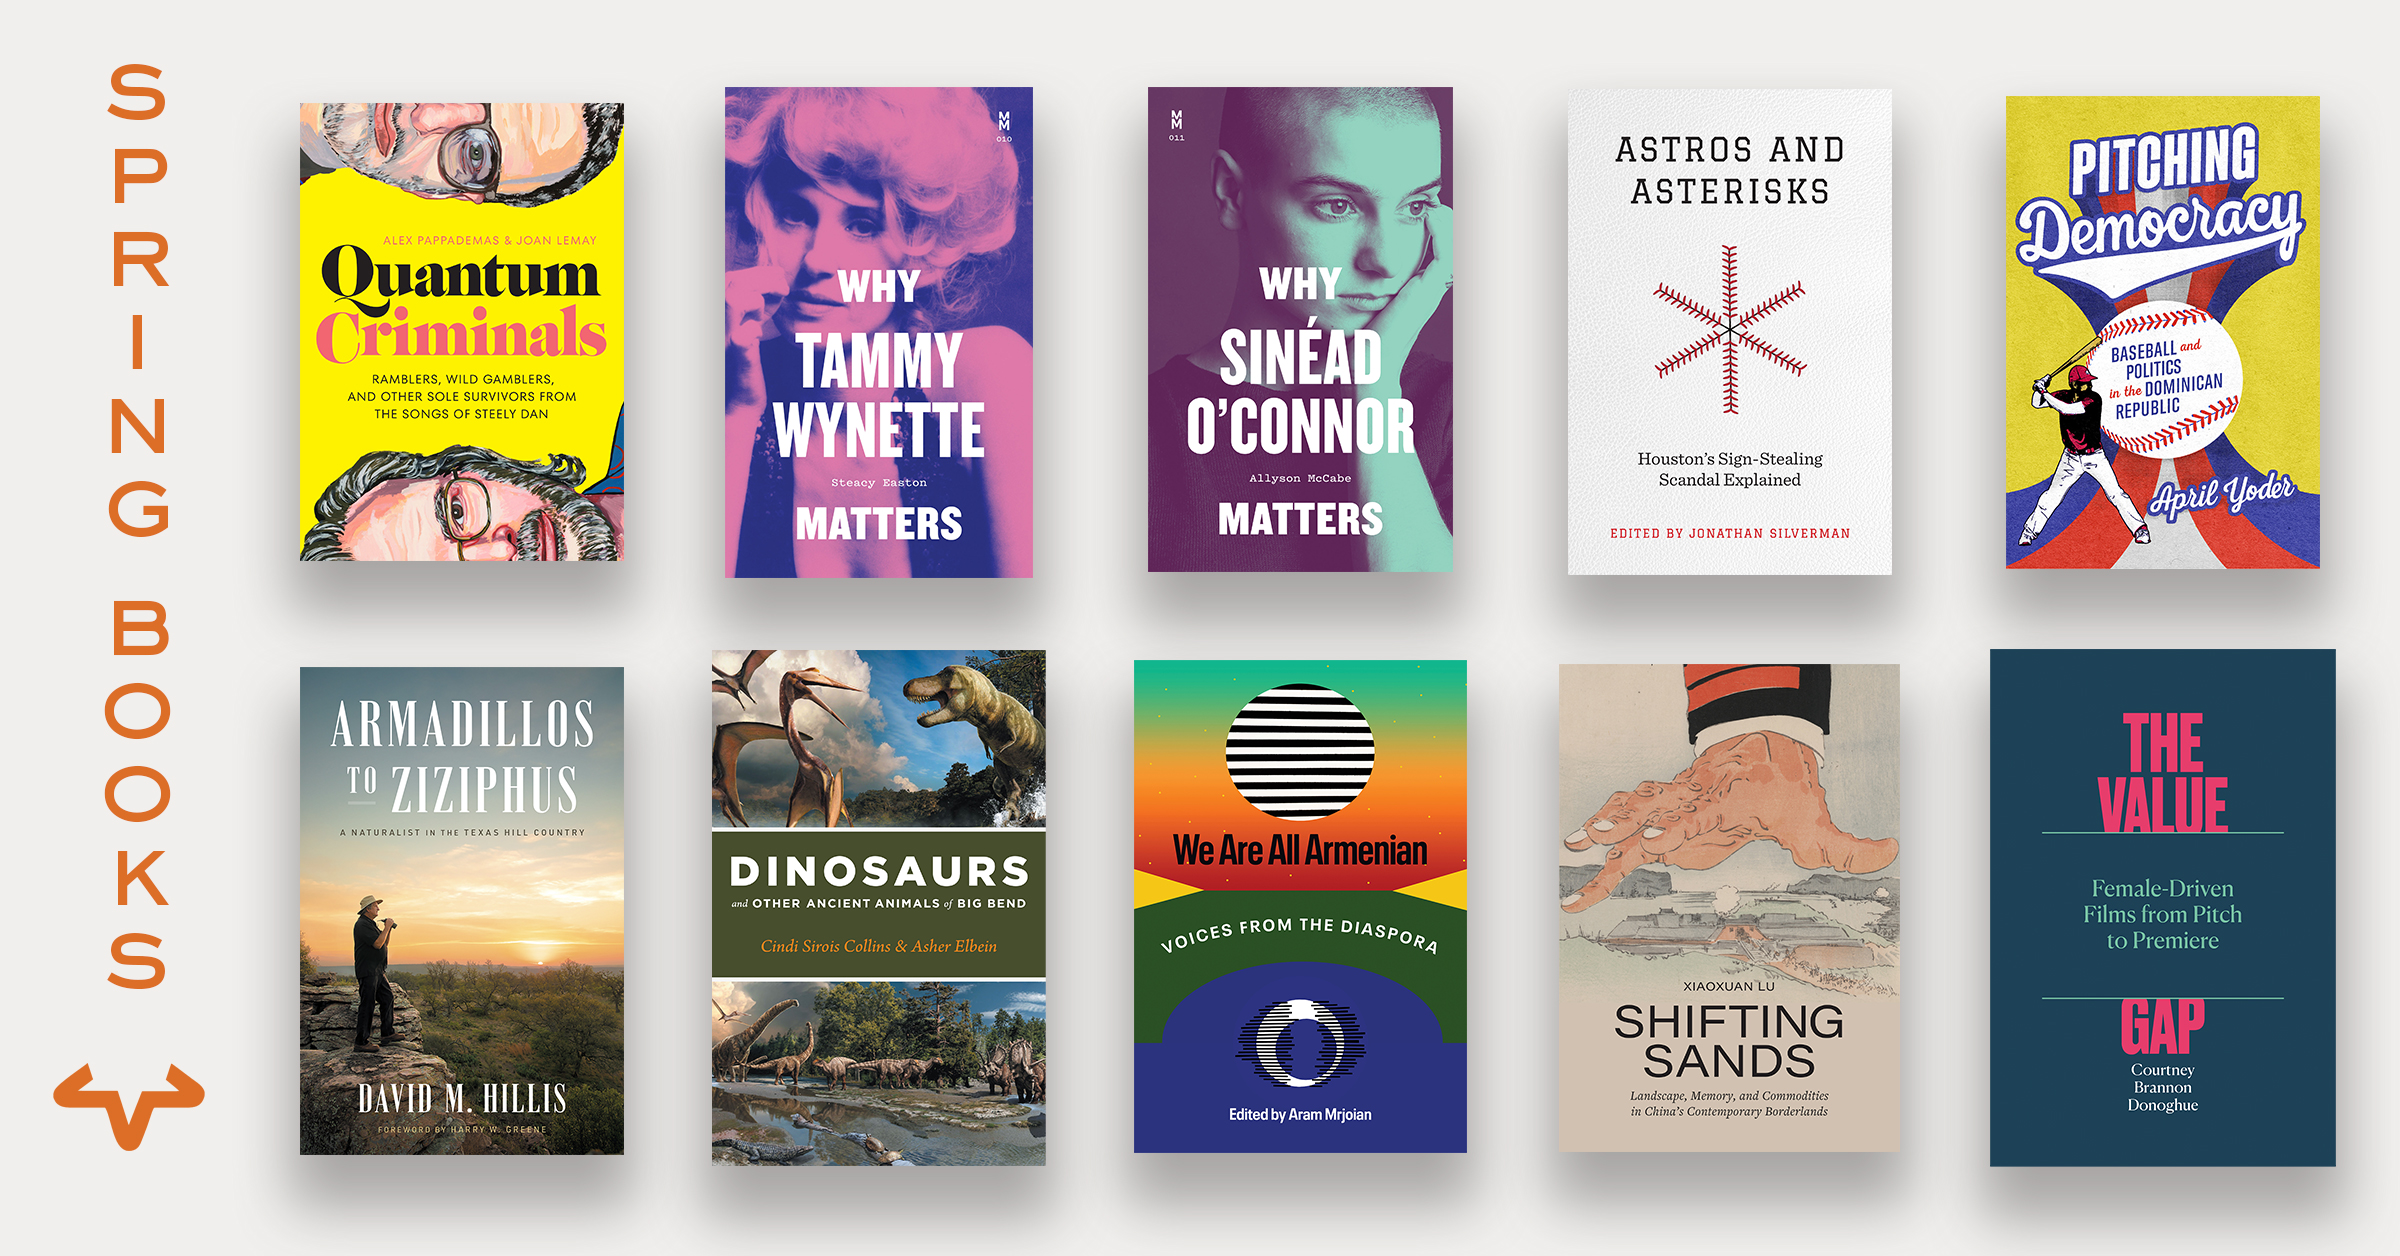 SPRING BOOKS
ALEX PAPPADEMAS & JOAN LEMAY
Quantum
Criminals
RAMBLERS, WILD GAMBLERS,
AND OTHER SOLE SURVIVORS FROM
THE SONGS OF STEELY DAN
MM
010
WHY
TAMMY
WYNETTE
Steacy Easton
MATTERS
MM
011
WHY
SINÉAD
O'CONNOR
Allyson McCabe
MATTERS
ASTROS AND
ASTERISKS
Houston's Sign-Stealing
Scandal Explained
EDITED BY JONATHAN SILVERMAN
PITCHING
Democracy
BASEBALL and
POLITICS
in the DOMINICAN
REPUBLIC
April Yoder
ARMADILLOS
TO ZIZIPHUS
A NATURALIST IN THE TEXAS HILL COUNTRY
DAVID M. HILLIS
FOREWORD BY HARRY W. GREENE
DINOSAURS
and OTHER ANCIENT ANIMALS of BIG BEND
Cindi Sirois Collins & Asher Elbein
We Are All Armenian
VOICES FROM THE DIASPORA
Edited by Aram Mrjoian
XIAOXUAN LU
SHIFTING
SANDS
Landscape, Memory, and Commodities
in China's Contemporary Borderlands
THE
VALUE
Female-Driven
Films from Pitch
to Premiere
GAP
Courtney
Brannon
Donoghue